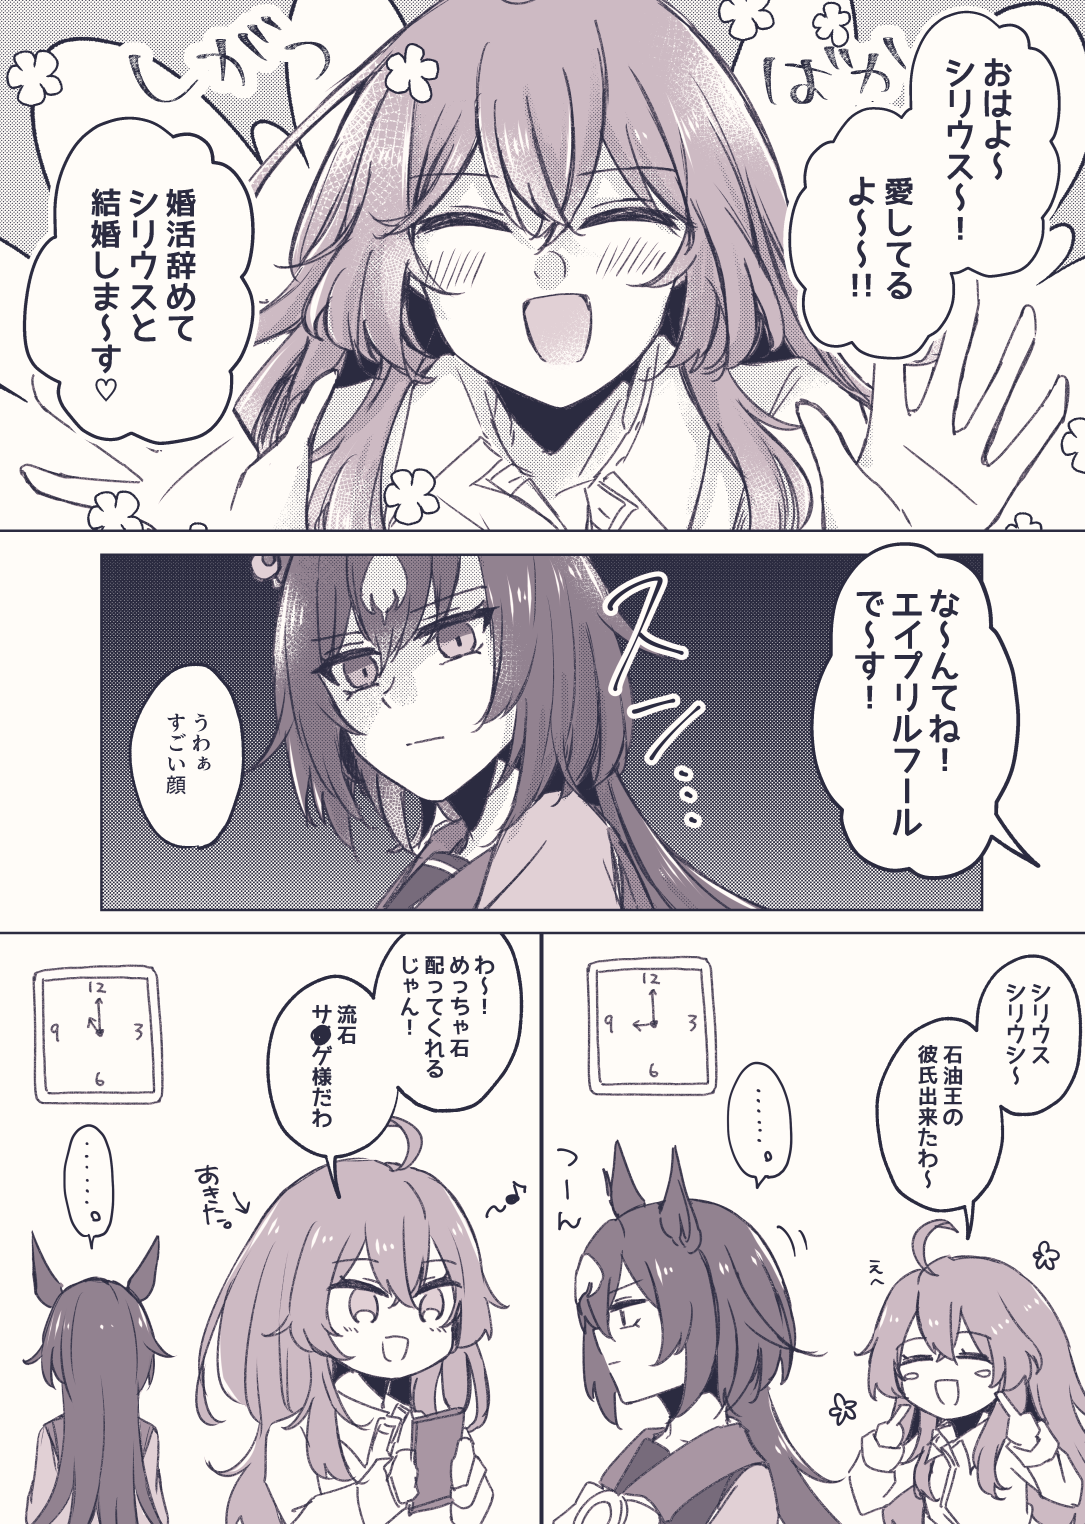 ばかっ
おはよ〜
シリウス〜！
愛してる
よ〜〜!!
しがっ
婚活辞めて
シリウスと
結婚しま〜す♡
な〜んてね！
エイプリルフール
で〜す！
スン
うわぁ
すごい顔
シリウス
シリウシ〜
石油王の
彼氏出来たわ〜
えへ
12
3
6
9
……。
つーん
わ〜！
めっちゃ石
配ってくれる
じゃん！
流石
サ
ゲ様だわ
あきた。
12
3
6
9
……。